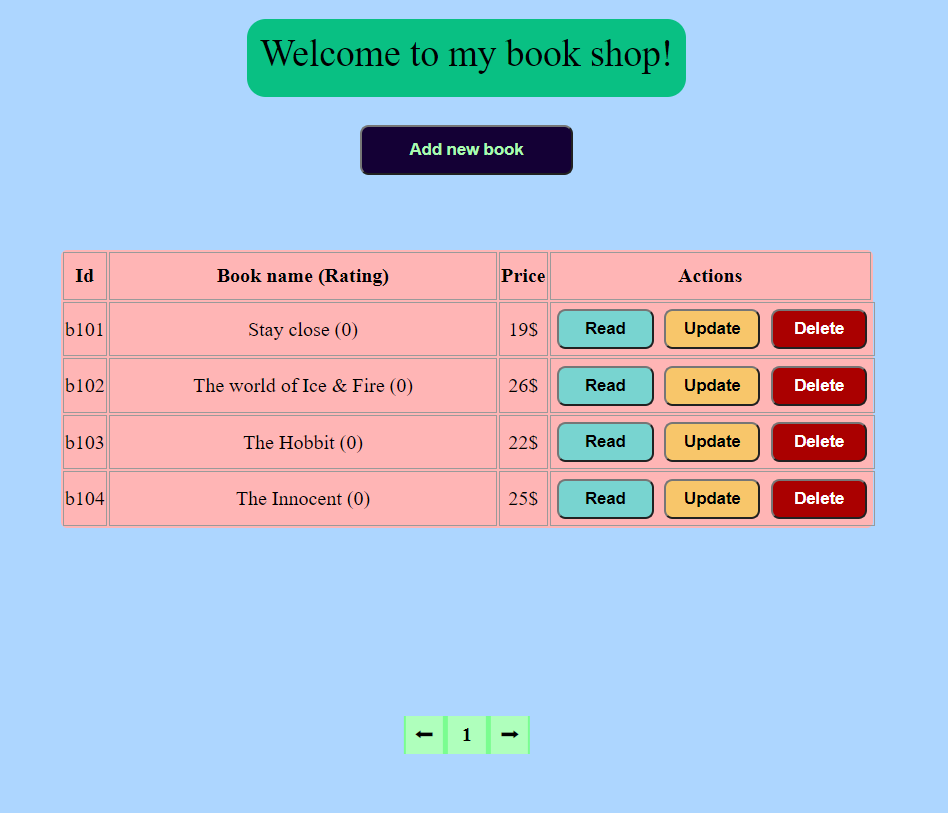 Welcome to my book shop!
Add new book
Id Book name (Rating) Price Actions
b101 Stay close (0) 19$ Read Update Delete
b102 The world of Ice & Fire (0) 26$ Read Update Delete
b103 The Hobbit (0) 22$ Read Update Delete
b104 The Innocent (0) 25$ Read Update Delete
🠔 1 ➞